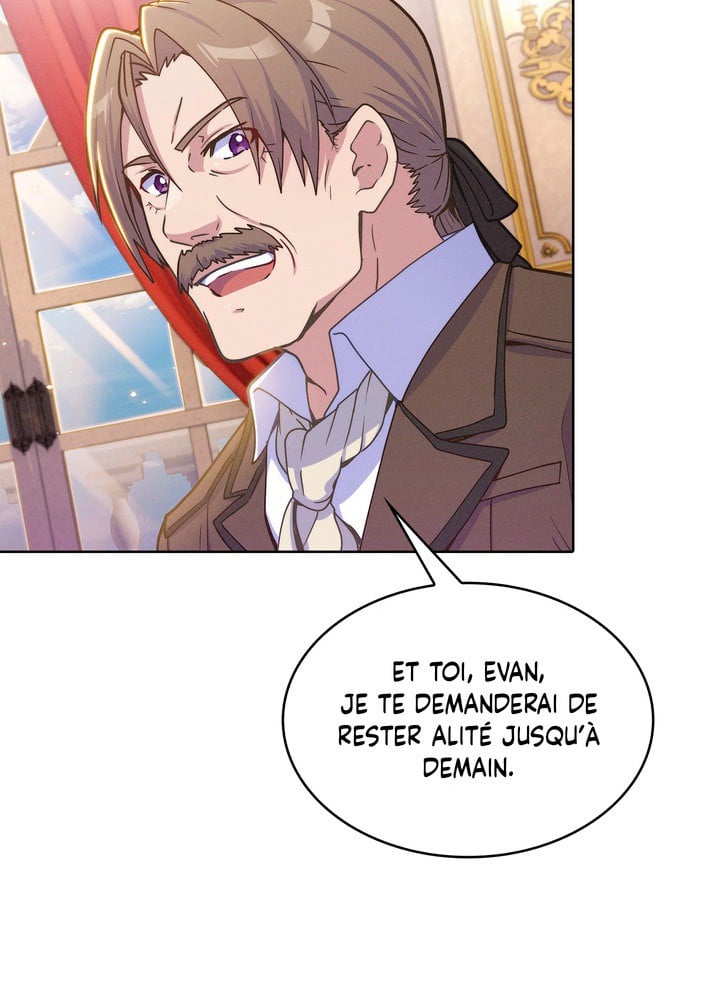 ET TOI, EVAN,
JE TE DEMANDERAI DE
RESTER ALITÉ JUSQU'À
DEMAIN.